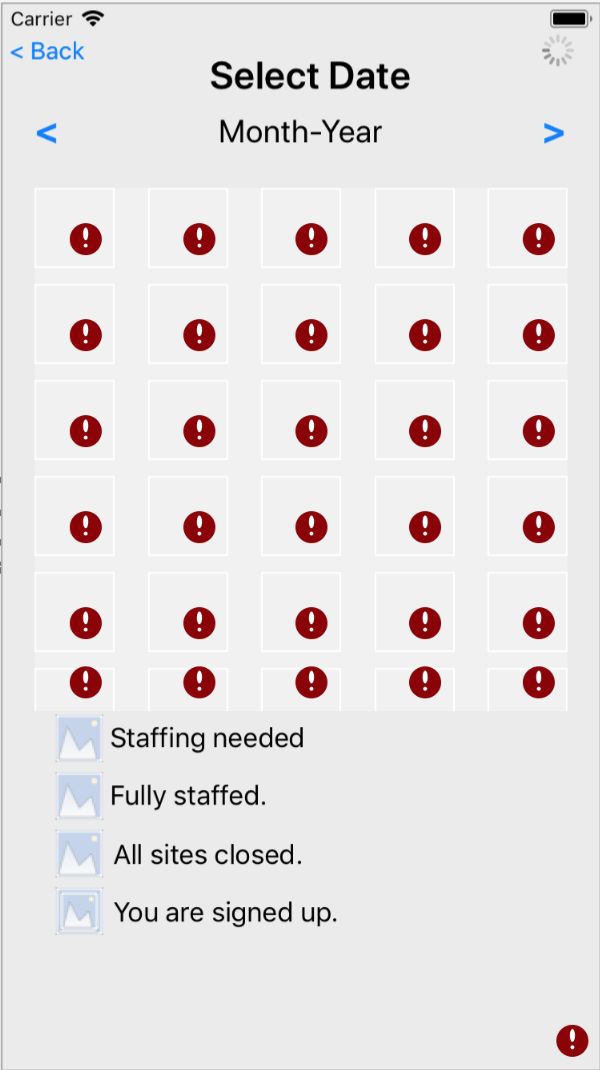 Carrier
< Back
Select Date
< Month-Year >
Staffing needed
Fully staffed.
All sites closed.
You are signed up.